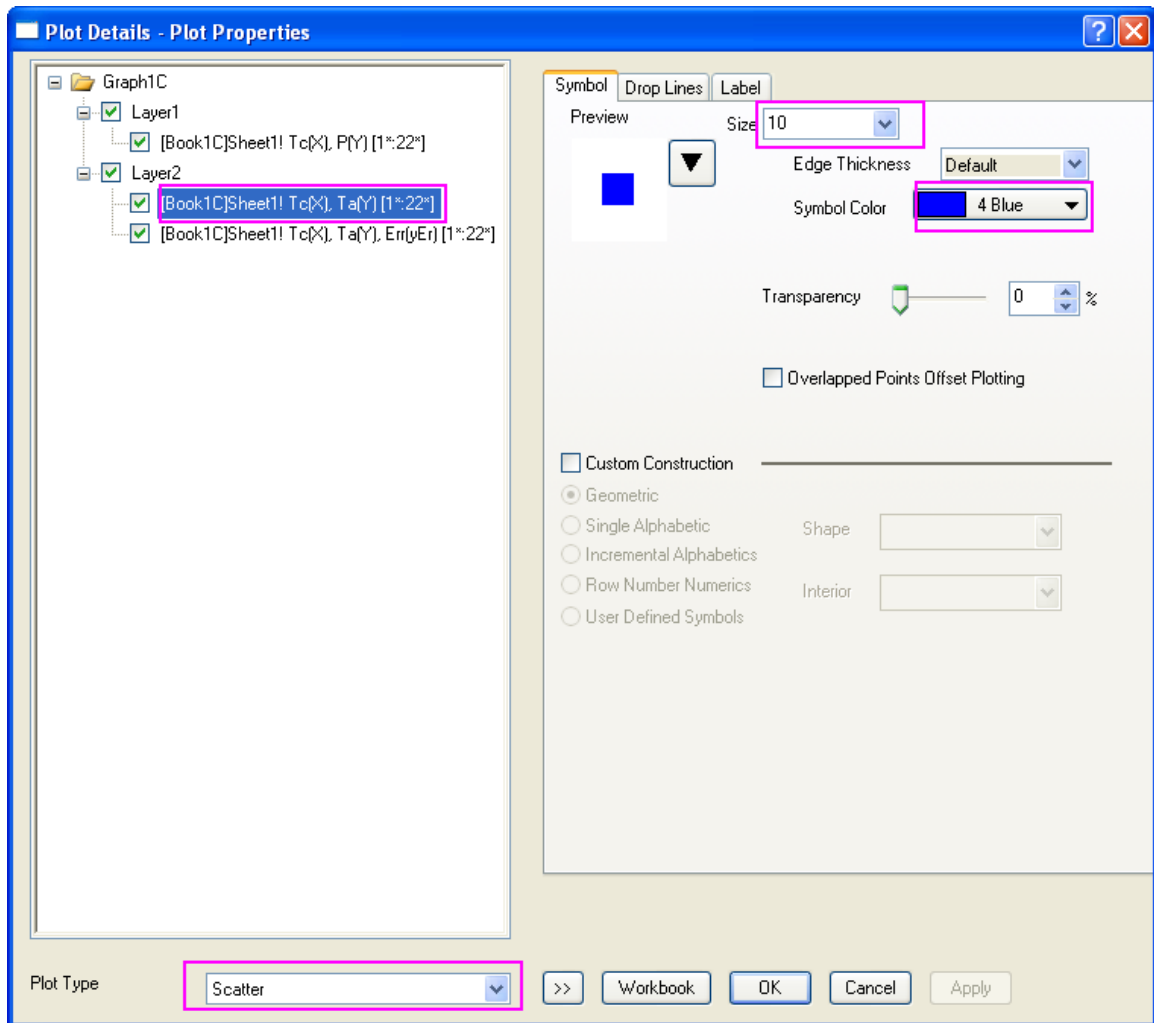 Plot Details - Plot Properties
Graph1C
Layer1
[Book1C]Sheet1! Tc(X), P(Y) [1*:22*]
Layer2
[Book1C]Sheet1! Tc(X), Ta(Y) [1*:22*]
[Book1C]Sheet1! Tc(X), Ta(Y), Err(yEr) [1*:22*]
Symbol Drop Lines Label
Preview
Size 10
Edge Thickness Default
Symbol Color 4 Blue
Transparency 0 %
Overlapped Points Offset Plotting
Custom Construction
Geometric
Single Alphabetic
Shape
Incremental Alphabetics
Row Number Numerics
Interior
User Defined Symbols
Plot Type Scatter >> Workbook OK Cancel Apply